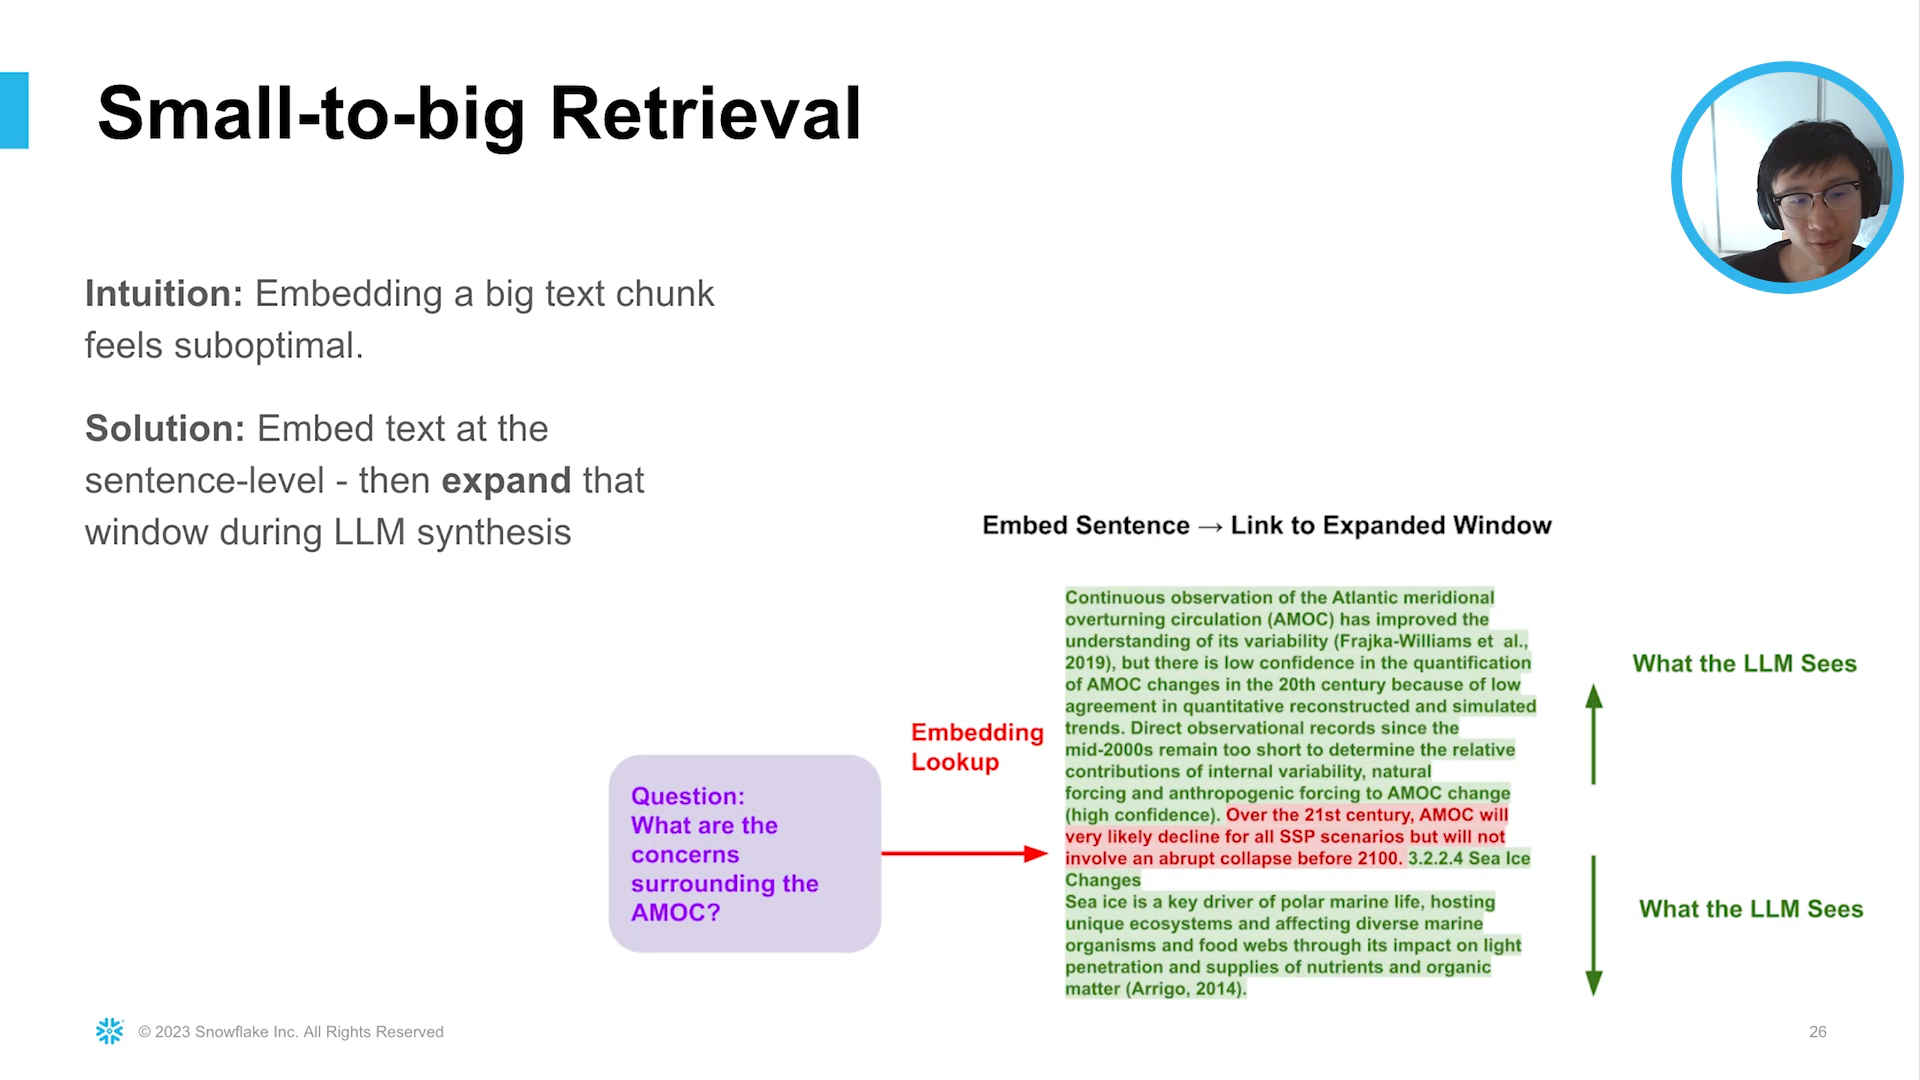 Small-to-big Retrieval
Intuition: Embedding a big text chunk
feels suboptimal.
Solution: Embed text at the
sentence-level - then expand that
window during LLM synthesis
Embed Sentence → Link to Expanded Window
Question:
What are the
concerns
surrounding the
AMOC?
Embedding
Lookup
Continuous observation of the Atlantic meridional
overturning circulation (AMOC) has improved the
understanding of its variability (Frajka-Williams et al.,
2019), but there is low confidence in the quantification
of AMOC changes in the 20th century because of low
agreement in quantitative reconstructed and simulated
trends. Direct observational records since the
mid-2000s remain too short to determine the relative
contributions of internal variability, natural
forcing and anthropogenic forcing to AMOC change
(high confidence). Over the 21st century, AMOC will
very likely decline for all SSP scenarios but will not
involve an abrupt collapse before 2100. 3.2.2.4 Sea Ice
Changes
Sea ice is a key driver of polar marine life, hosting
unique ecosystems and affecting diverse marine
organisms and food webs through its impact on light
penetration and supplies of nutrients and organic
matter (Arrigo, 2014).
What the LLM Sees
What the LLM Sees
© 2023 Snowflake Inc. All Rights Reserved
26